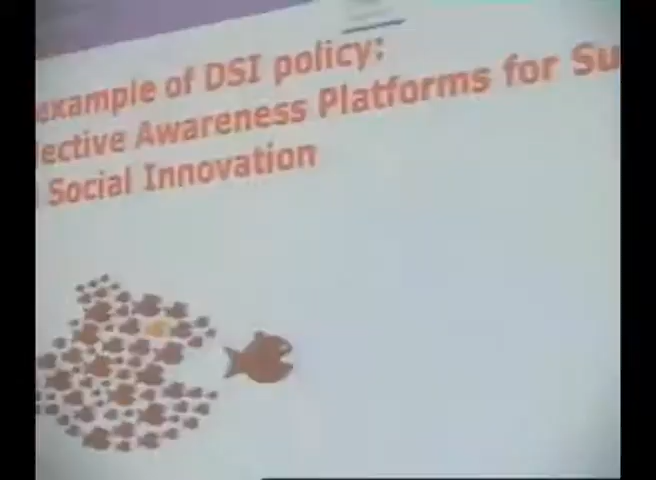 example of DSI policy:
lective Awareness Platforms for Su
Social Innovation